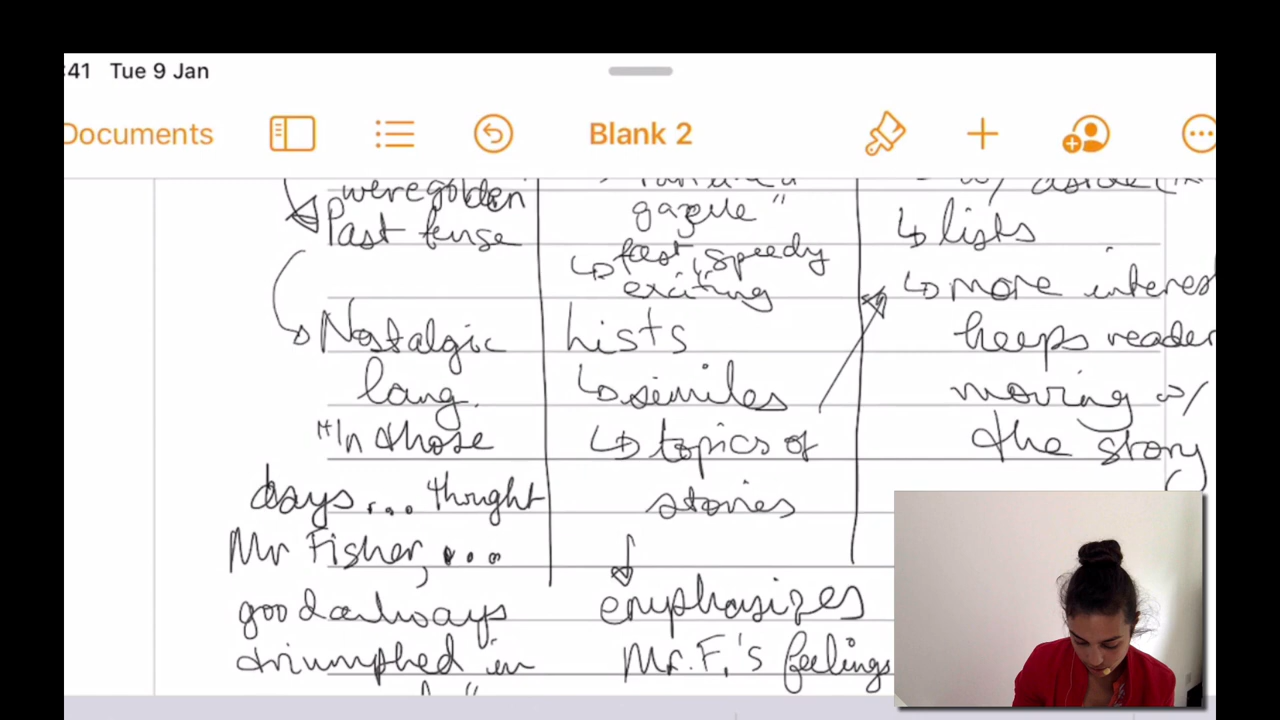 :41 Tue 9 Jan
Documents
Blank 2
were golden
Past tense
Nostalgic
lang.
"In those
days... thought
Mr Fisher, ...
good always
triumphed in
gazelle"
↳ fast, speedy
exciting
Lists
↳ similes
↳ topics of
stories
emphasizes
Mr. F.'s feelings
↳ lists
↳ more interes
keeps reader
moving w/
the story